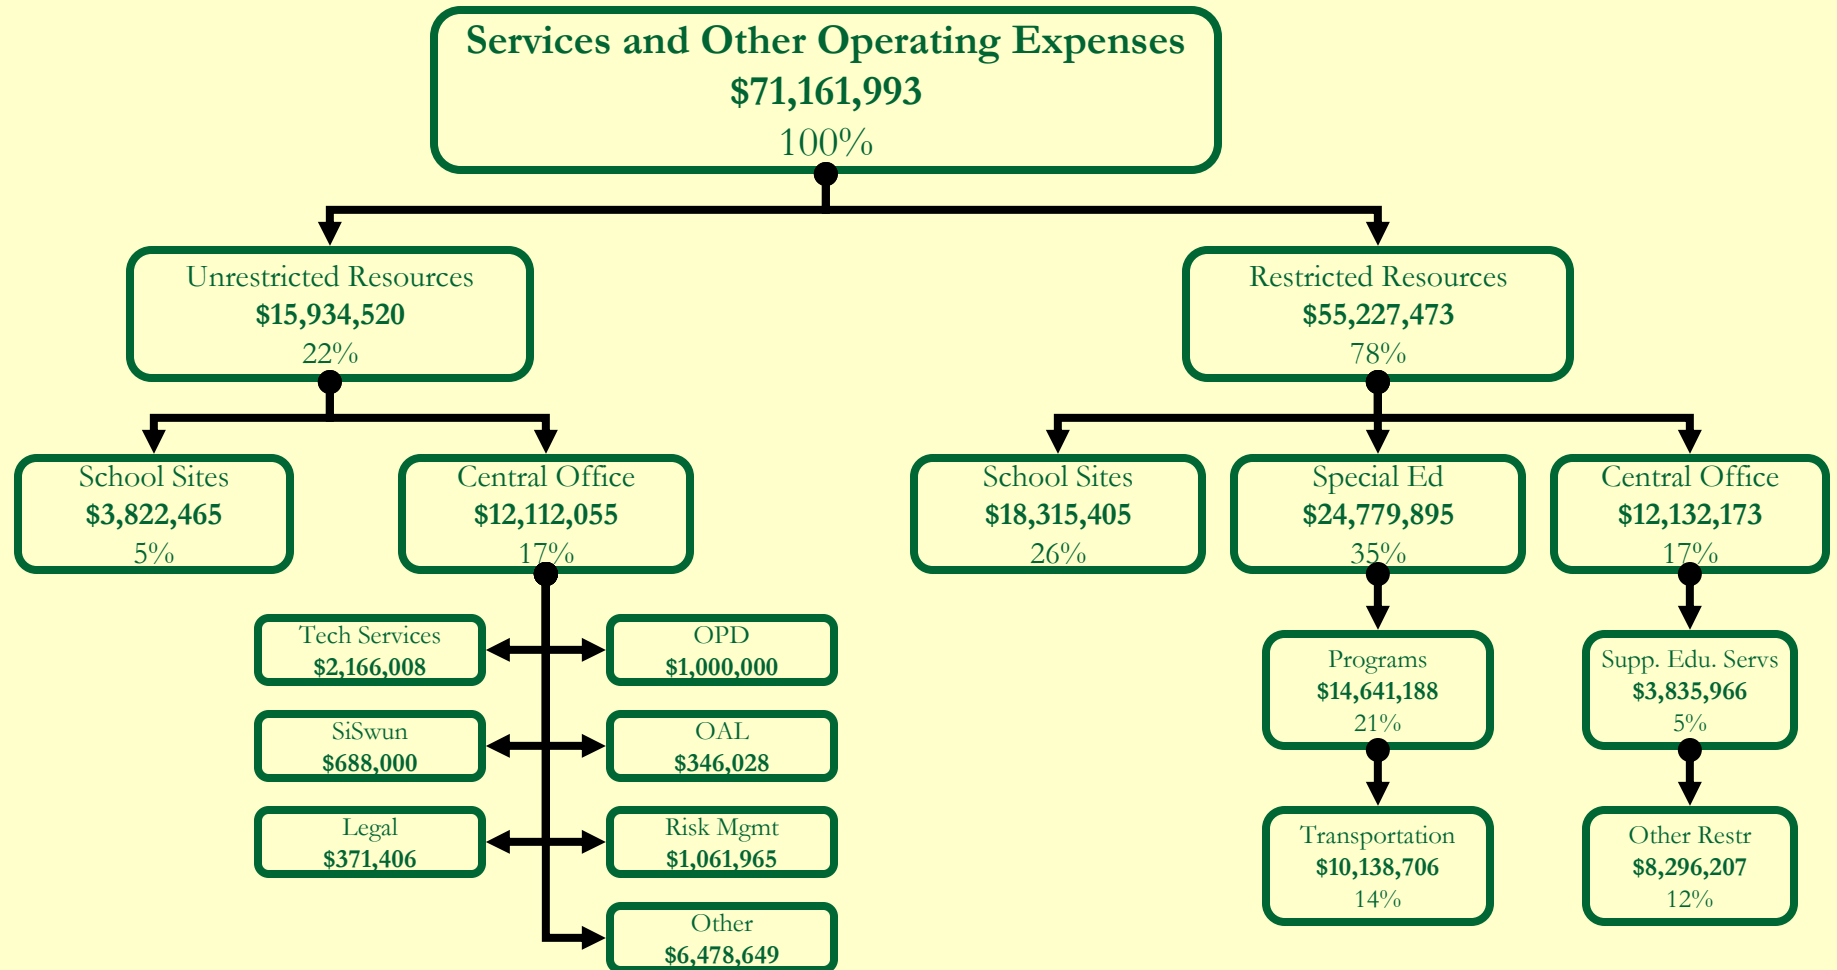 Services and Other Operating Expenses
$71,161,993
100%
Unrestricted Resources
$15,934,520
22%
Restricted Resources
$55,227,473
78%
School Sites
$3,822,465
5%
Central Office
$12,112,055
17%
School Sites
$18,315,405
26%
Special Ed
$24,779,895
35%
Central Office
$12,132,173
17%
Tech Services
$2,166,008
OPD
$1,000,000
SiSwun
$688,000
OAL
$346,028
Legal
$371,406
Risk Mgmt
$1,061,965
Other
$6,478,649
Programs
$14,641,188
21%
Supp. Edu. Servs
$3,835,966
5%
Transportation
$10,138,706
14%
Other Restr
$8,296,207
12%